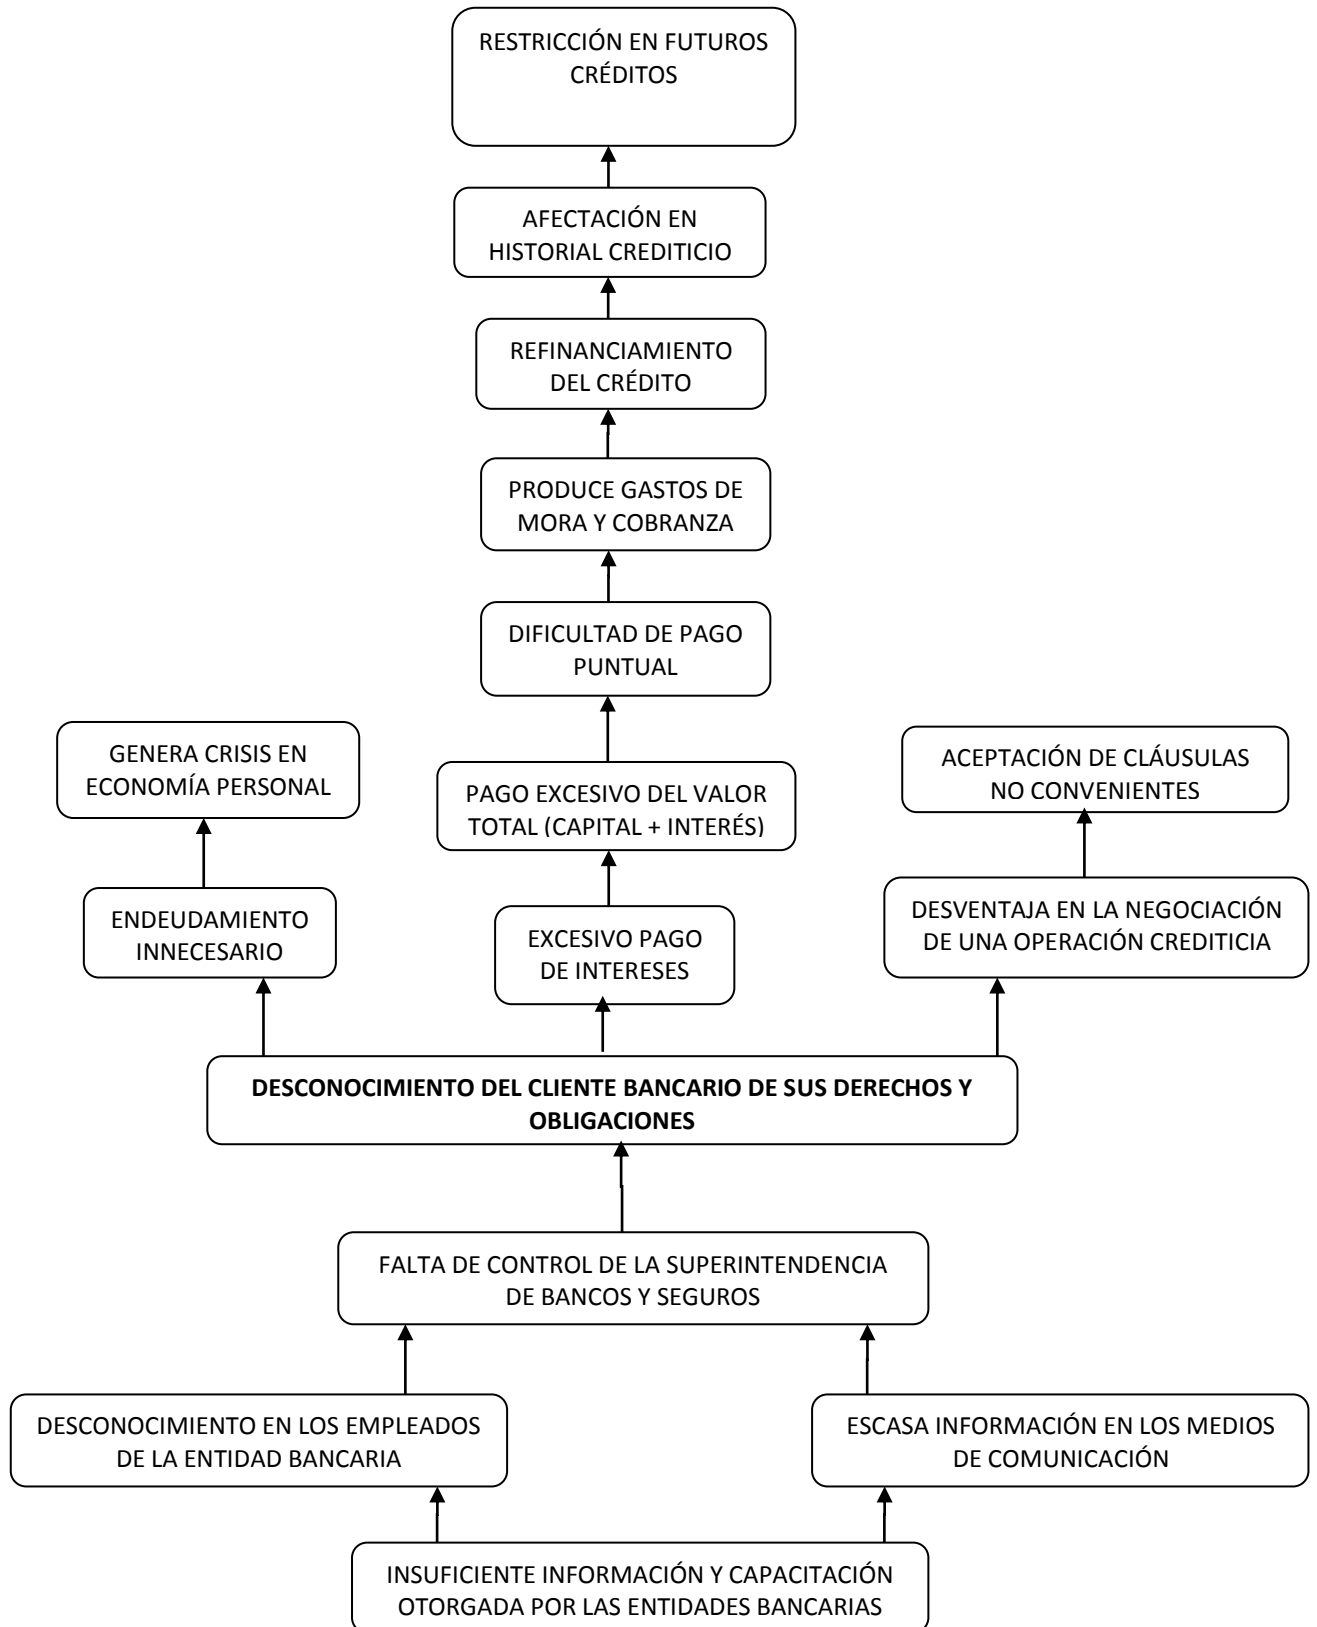 RESTRICCIÓN EN FUTUROS
CRÉDITOS
AFECTACIÓN EN
HISTORIAL CREDITICIO
REFINANCIAMIENTO
DEL CRÉDITO
PRODUCE GASTOS DE
MORA Y COBRANZA
DIFICULTAD DE PAGO
PUNTUAL
GENERA CRISIS EN
ECONOMÍA PERSONAL
PAGO EXCESIVO DEL VALOR
TOTAL (CAPITAL + INTERÉS)
ACEPTACIÓN DE CLÁUSULAS
NO CONVENIENTES
ENDEUDAMIENTO
INNECESARIO
EXCESIVO PAGO
DE INTERESES
DESVENTAJA EN LA NEGOCIACIÓN
DE UNA OPERACIÓN CREDITICIA
DESCONOCIMIENTO DEL CLIENTE BANCARIO DE SUS DERECHOS Y
OBLIGACIONES
FALTA DE CONTROL DE LA SUPERINTENDENCIA
DE BANCOS Y SEGUROS
DESCONOCIMIENTO EN LOS EMPLEADOS
DE LA ENTIDAD BANCARIA
ESCASA INFORMACIÓN EN LOS MEDIOS
DE COMUNICACIÓN
INSUFICIENTE INFORMACIÓN Y CAPACITACIÓN
OTORGADA POR LAS ENTIDADES BANCARIAS